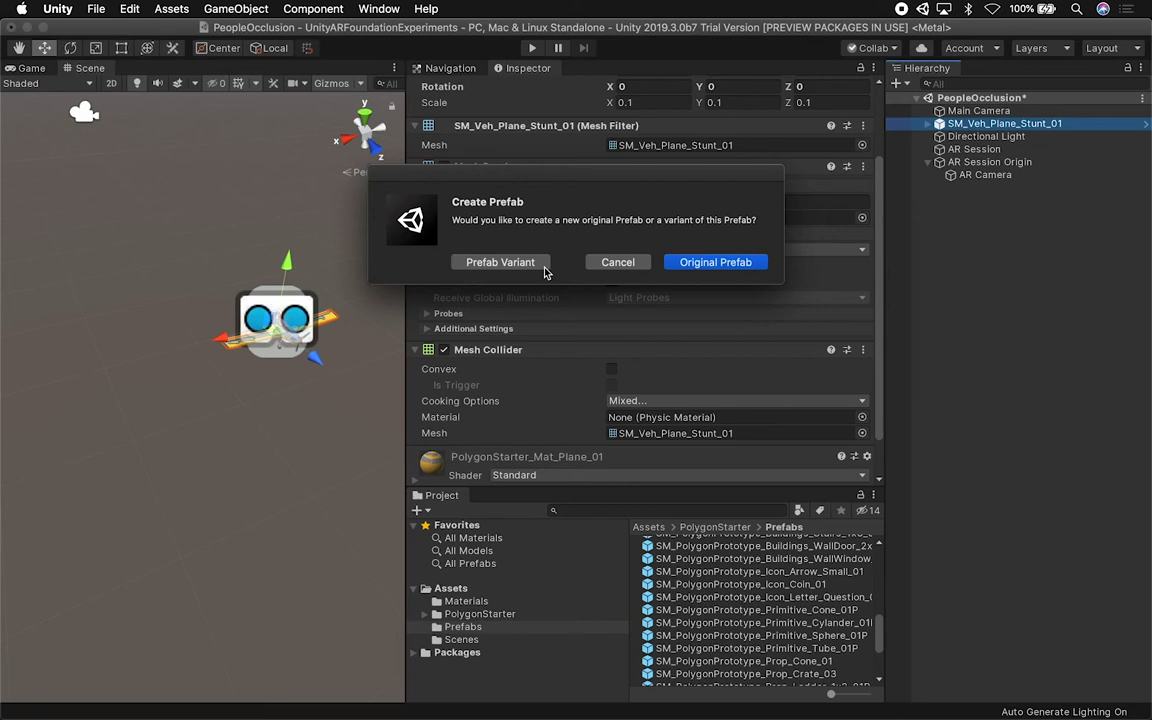 Unity File Edit Assets GameObject Component Window Help 100%
PeopleOcclusion - UnityARFoundationExperiments - PC, Mac & Linux Standalone - Unity 2019.3.0b7 Trial Version [PREVIEW PACKAGES IN USE] <Metal>
Center Local Collab Account Layers Layout
Game Scene Navigation Inspector Hierarchy
Shaded 2D 0 Gizmos All
Rotation X 0 Y 0 Z 0
Scale X 0.1 Y 0.1 Z 0.1
SM_Veh_Plane_Stunt_01 (Mesh Filter)
Mesh SM_Veh_Plane_Stunt_01
y
x
z
Create Prefab
Would you like to create a new original Prefab or a variant of this Prefab?
Prefab Variant Cancel Original Prefab
Receive Global Illumination Light Probes
Probes
Additional Settings
Mesh Collider
Convex
Is Trigger
Cooking Options Mixed...
Material None (Physic Material)
Mesh SM_Veh_Plane_Stunt_01
PolygonStarter_Mat_Plane_01
Shader Standard
Project
14
Favorites
All Materials
All Models
All Prefabs
Assets
Materials
PolygonStarter
Prefabs
Scenes
Packages
Assets > PolygonStarter > Prefabs
SM_PolygonPrototype_Buildings_WallDoor_2x
SM_PolygonPrototype_Buildings_WallWindow_
SM_PolygonPrototype_Icon_Arrow_Small_01
SM_PolygonPrototype_Icon_Coin_01
SM_PolygonPrototype_Icon_Letter_Question_(
SM_PolygonPrototype_Primitive_Cone_01P
SM_PolygonPrototype_Primitive_Cylander_01
SM_PolygonPrototype_Primitive_Sphere_01P
SM_PolygonPrototype_Primitive_Tube_01P
SM_PolygonPrototype_Prop_Cone_01
SM_PolygonPrototype_Prop_Crate_03
All
PeopleOcclusion*
Main Camera
SM_Veh_Plane_Stunt_01
Directional Light
AR Session
AR Session Origin
AR Camera
Auto Generate Lighting On